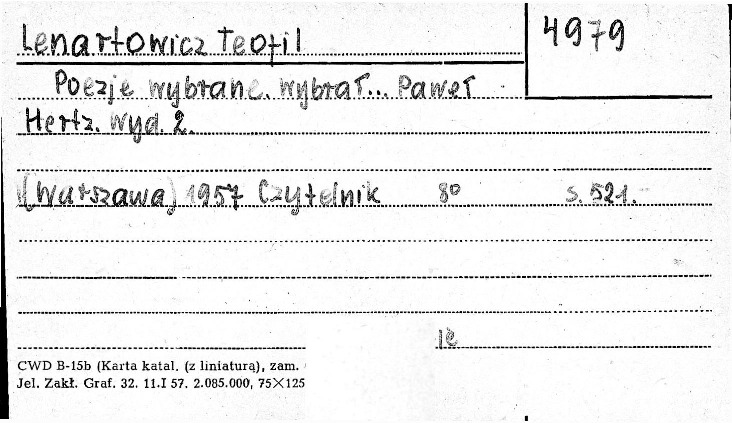 Lenartowicz Teofil
4979
Poezje wybrane. wybrał... Paweł
Hertz. Wyd. 2.
(Warszawa) 1957 Czytelnik 8º s. 521.
CWD B-15b (Karta katal. (z liniaturą), zam.
Jel. Zakł. Graf. 32. 11.I 57. 2.085.000, 75×125